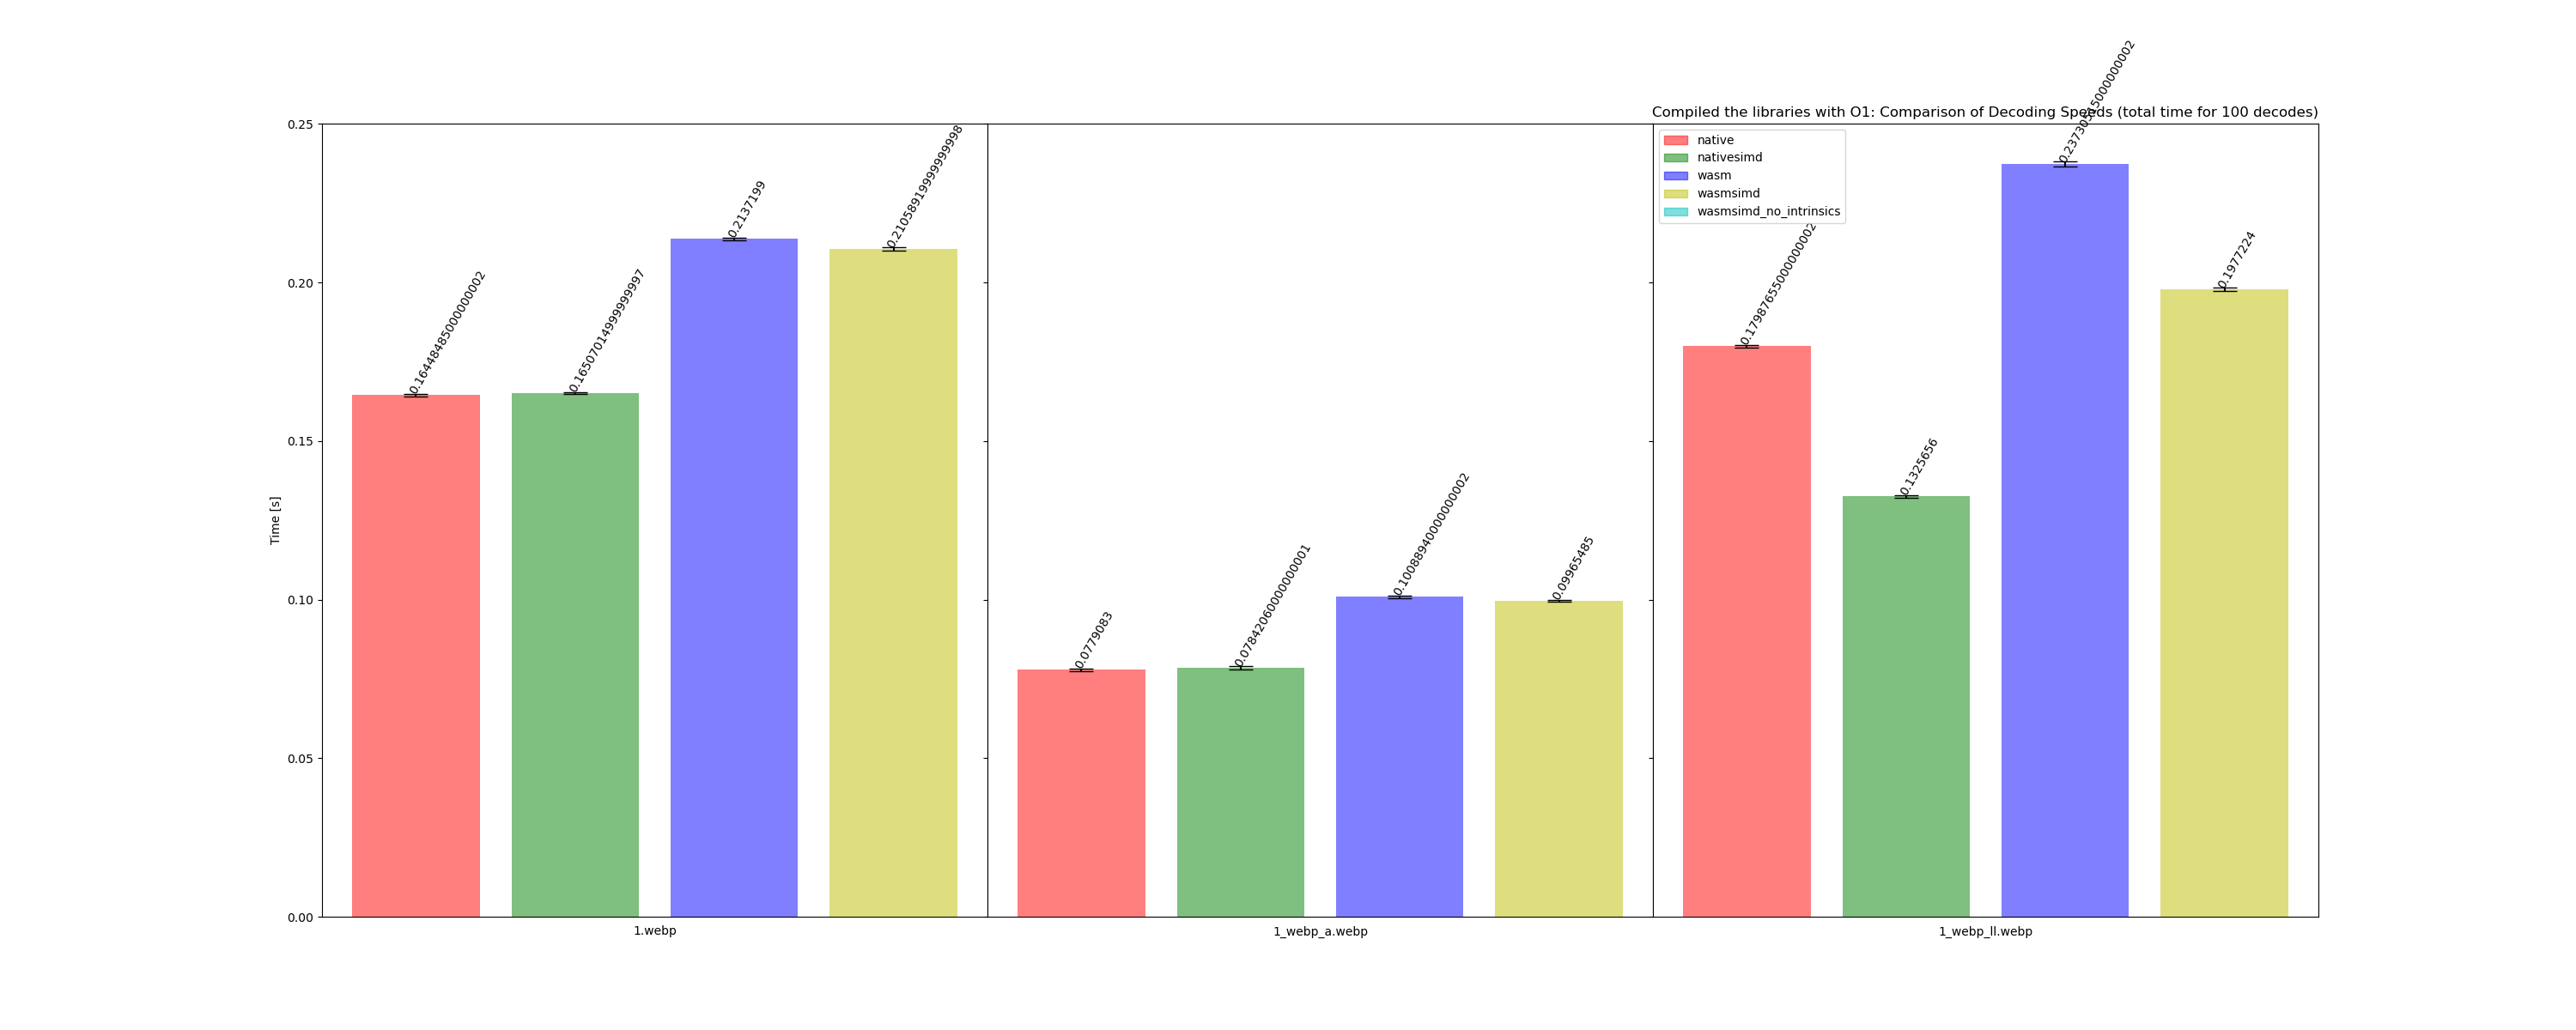 Compiled the libraries with O1: Comparison of Decoding Speeds (total time for 100 decodes)
native
nativesimd
wasm
wasmsimd
wasmsimd_no_intrinsics
Time [s]
0.25
0.20
0.15
0.10
0.05
0.00
0.16448485000000002
0.16507014999999997
0.2137199
0.21058919999999998
0.0779083
0.07842060000000001
0.10088940000000002
0.09965485
0.17987655000000002
0.1325656
0.1977224
1.webp
1_webp_a.webp
1_webp_ll.webp